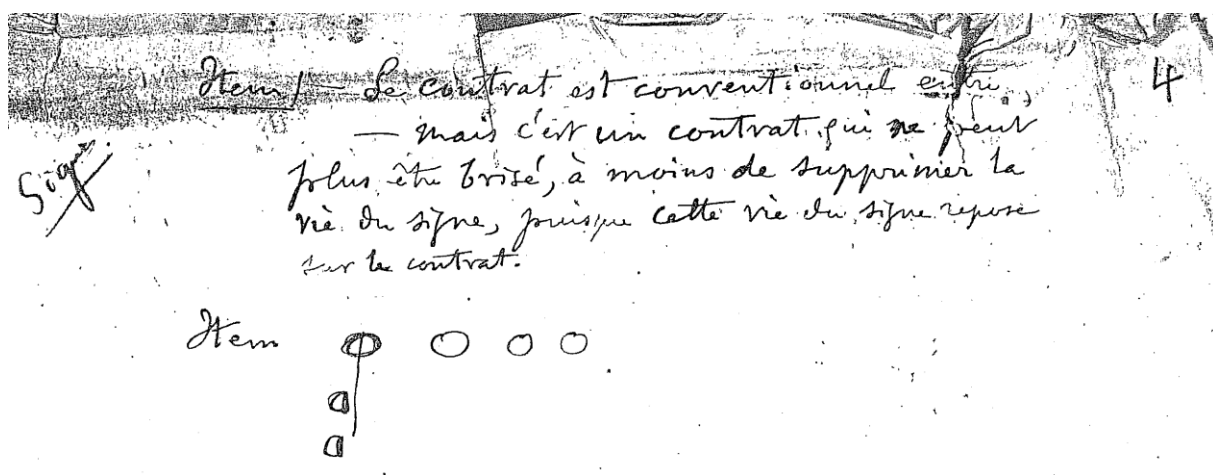 Item) — Le contrat est conventionnel entre 4
— mais c'est un contrat qui ne peut
Signe.
plus être brisé, à moins de supprimer la
vie du signe, puisque cette vie du signe repose
sur le contrat.
Item